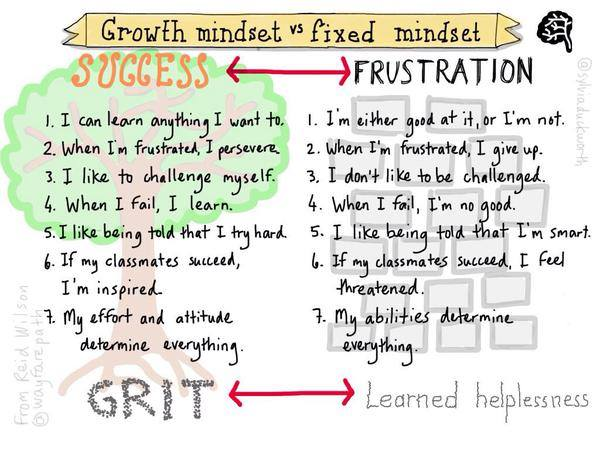 Growth mindset vs fixed mindset
SUCCESS
1. I can learn anything I want to.
2. When I'm frustrated, I persevere.
3. I like to challenge myself.
4. When I fail, I learn.
5. I like being told that I try hard.
6. If my classmates succeed,
I'm inspired.
7. My effort and attitude
determine everything.
GRIT
FRUSTRATION
1. I'm either good at it, or I'm not.
2. When I'm frustrated, I give up.
3. I don't like to be challenged.
4. When I fail, I'm no good.
5. I like being told that I'm smart.
6. If my classmates succeed, I feel
threatened.
7. My abilities determine
everything.
Learned helplessness
From Reid Wilson
@wayfarepath
@sylviaduckworth